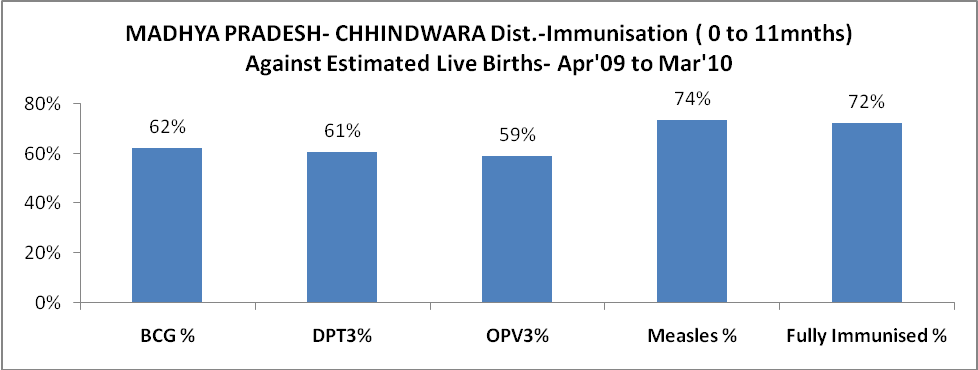 MADHYA PRADESH- CHHINDWARA Dist.-Immunisation ( 0 to 11mnths)
Against Estimated Live Births- Apr'09 to Mar'10
80%
60%
40%
20%
0%
62%
61%
59%
74%
72%
BCG %
DPT3%
OPV3%
Measles %
Fully Immunised %